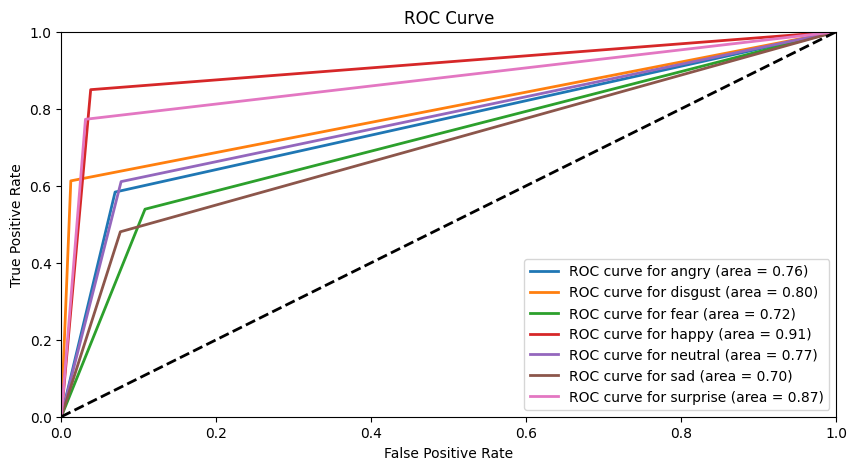 ROC Curve
True Positive Rate
1.0
0.8
0.6
0.4
0.2
0.0
ROC curve for angry (area = 0.76)
ROC curve for disgust (area = 0.80)
ROC curve for fear (area = 0.72)
ROC curve for happy (area = 0.91)
ROC curve for neutral (area = 0.77)
ROC curve for sad (area = 0.70)
ROC curve for surprise (area = 0.87)
0.0 0.2 0.4 0.6 0.8 1.0
False Positive Rate